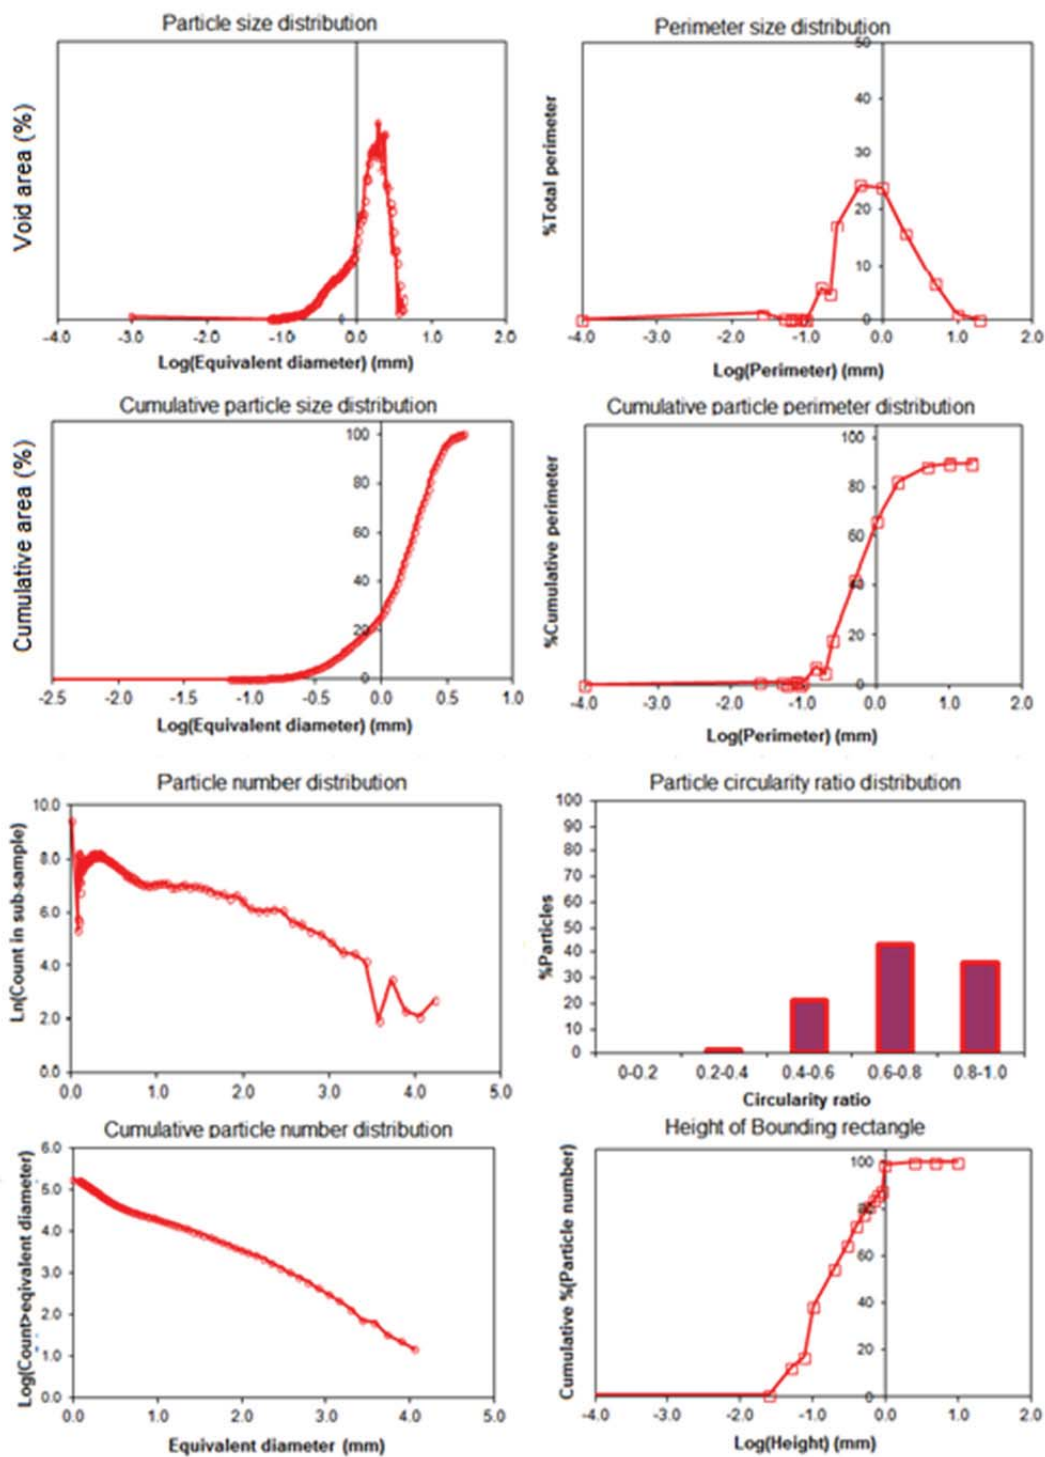 Particle size distribution
Void area (%)
0
-4.0 -3.0 -2.0 -1.0 0.0 1.0 2.0
Log(Equivalent diameter) (mm)
Perimeter size distribution
%Total perimeter
50
40
30
20
10
0
-4.0 -3.0 -2.0 -1.0 0.0 1.0 2.0
Log(Perimeter) (mm)
Cumulative particle size distribution
Cumulative area (%)
100
80
60
40
20
0
-2.5 -2.0 -1.5 -1.0 -0.5 0.0 0.5 1.0
Log(Equivalent diameter) (mm)
Cumulative particle perimeter distribution
%Cumulative perimeter
100
80
60
40
20
0
-4.0 -3.0 -2.0 -1.0 0.0 1.0 2.0
Log(Perimeter) (mm)
Particle number distribution
Ln(Count in sub-sample)
10.0
8.0
6.0
4.0
2.0
0.0
0.0 1.0 2.0 3.0 4.0 5.0
Particle circularity ratio distribution
%Particles
100
90
80
70
60
50
40
30
20
10
0
0-0.2 0.2-0.4 0.4-0.6 0.6-0.8 0.8-1.0
Circularity ratio
Cumulative particle number distribution
Log(Count>eqivalent diameter)
6.0
5.0
4.0
3.0
2.0
1.0
0.0
0.0 1.0 2.0 3.0 4.0 5.0
Equivalent diameter (mm)
Height of Bounding rectangle
Cumulative %(Particle number)
100
80
60
40
20
0
-4.0 -3.0 -2.0 -1.0 0.0 1.0 2.0
Log(Height) (mm)